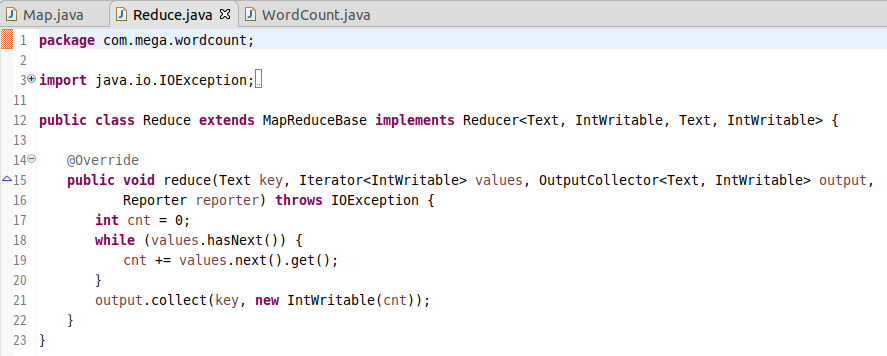 Map.java Reduce.java WordCount.java
1 package com.mega.wordcount;
2
3 import java.io.IOException;
11
12 public class Reduce extends MapReduceBase implements Reducer<Text, IntWritable, Text, IntWritable> {
13
14 @Override
15 public void reduce(Text key, Iterator<IntWritable> values, OutputCollector<Text, IntWritable> output,
16 Reporter reporter) throws IOException {
17 int cnt = 0;
18 while (values.hasNext()) {
19 cnt += values.next().get();
20 }
21 output.collect(key, new IntWritable(cnt));
22 }
23 }